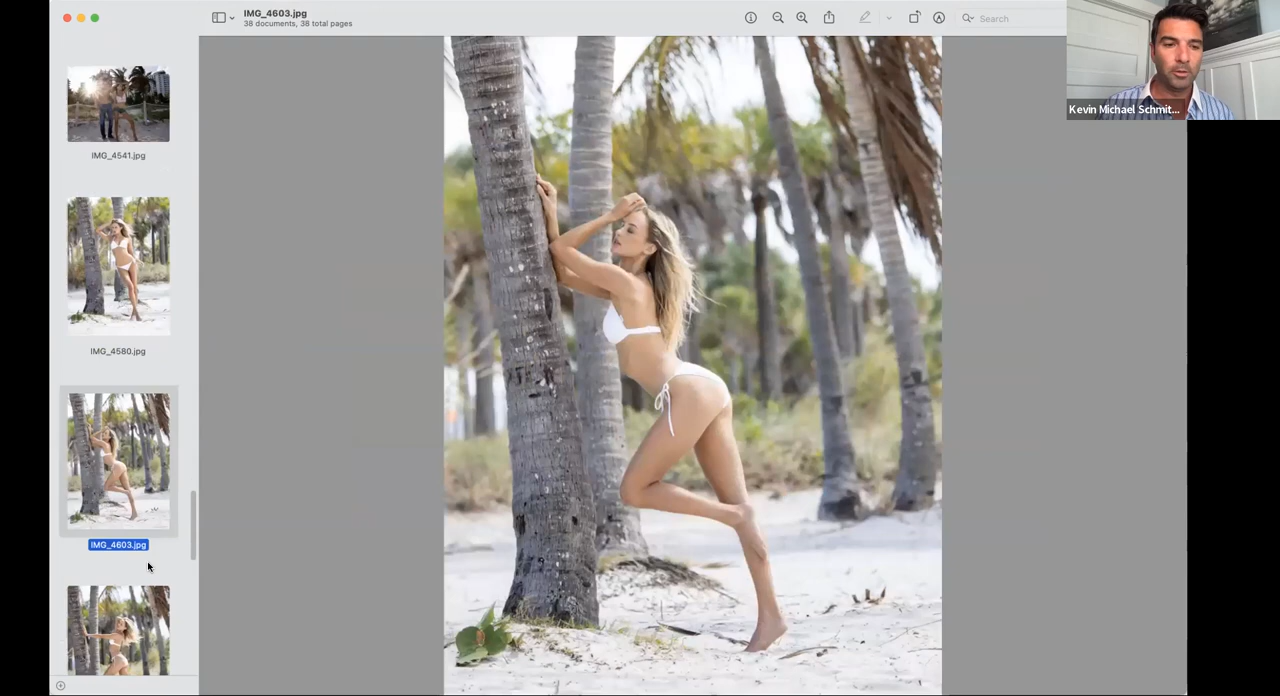 IMG_4603.jpg
38 documents, 38 total pages
Search
Kevin Michael Schmit...
IMG_4541.jpg
IMG_4580.jpg
IMG_4603.jpg